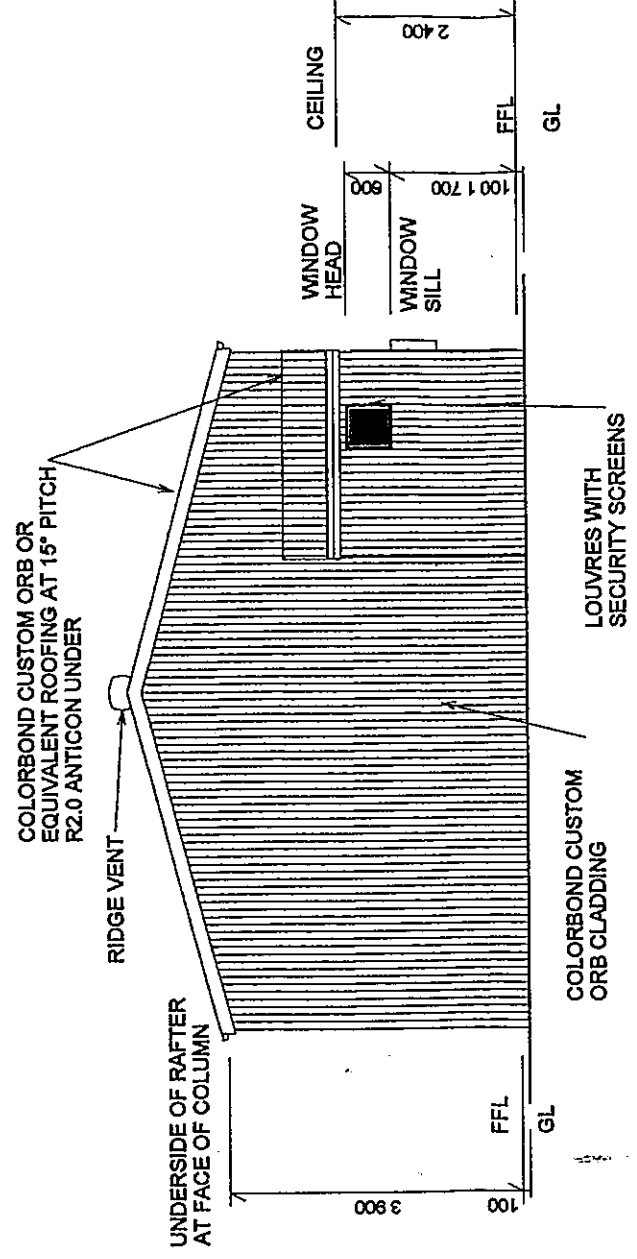 COLORBOND CUSTOM ORB OR
EQUIVALENT ROOFING AT 15° PITCH
R2.0 ANTICON UNDER
RIDGE VENT
UNDERSIDE OF RAFTER
AT FACE OF COLUMN
3 900
100
FFL
GL
COLORBOND CUSTOM
ORB CLADDING
LOUVRES WITH
SECURITY SCREENS
WINDOW
HEAD
WINDOW
SILL
600
1 700
100
CEILING
2 400
FFL
GL